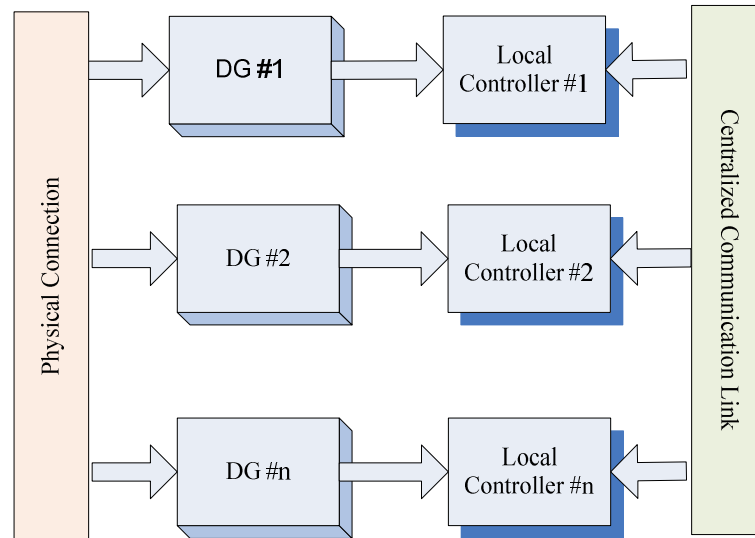 Physical Connection
DG #1
Local
Controller #1
DG #2
Local
Controller #2
DG #n
Local
Controller #n
Centralized Communication Link